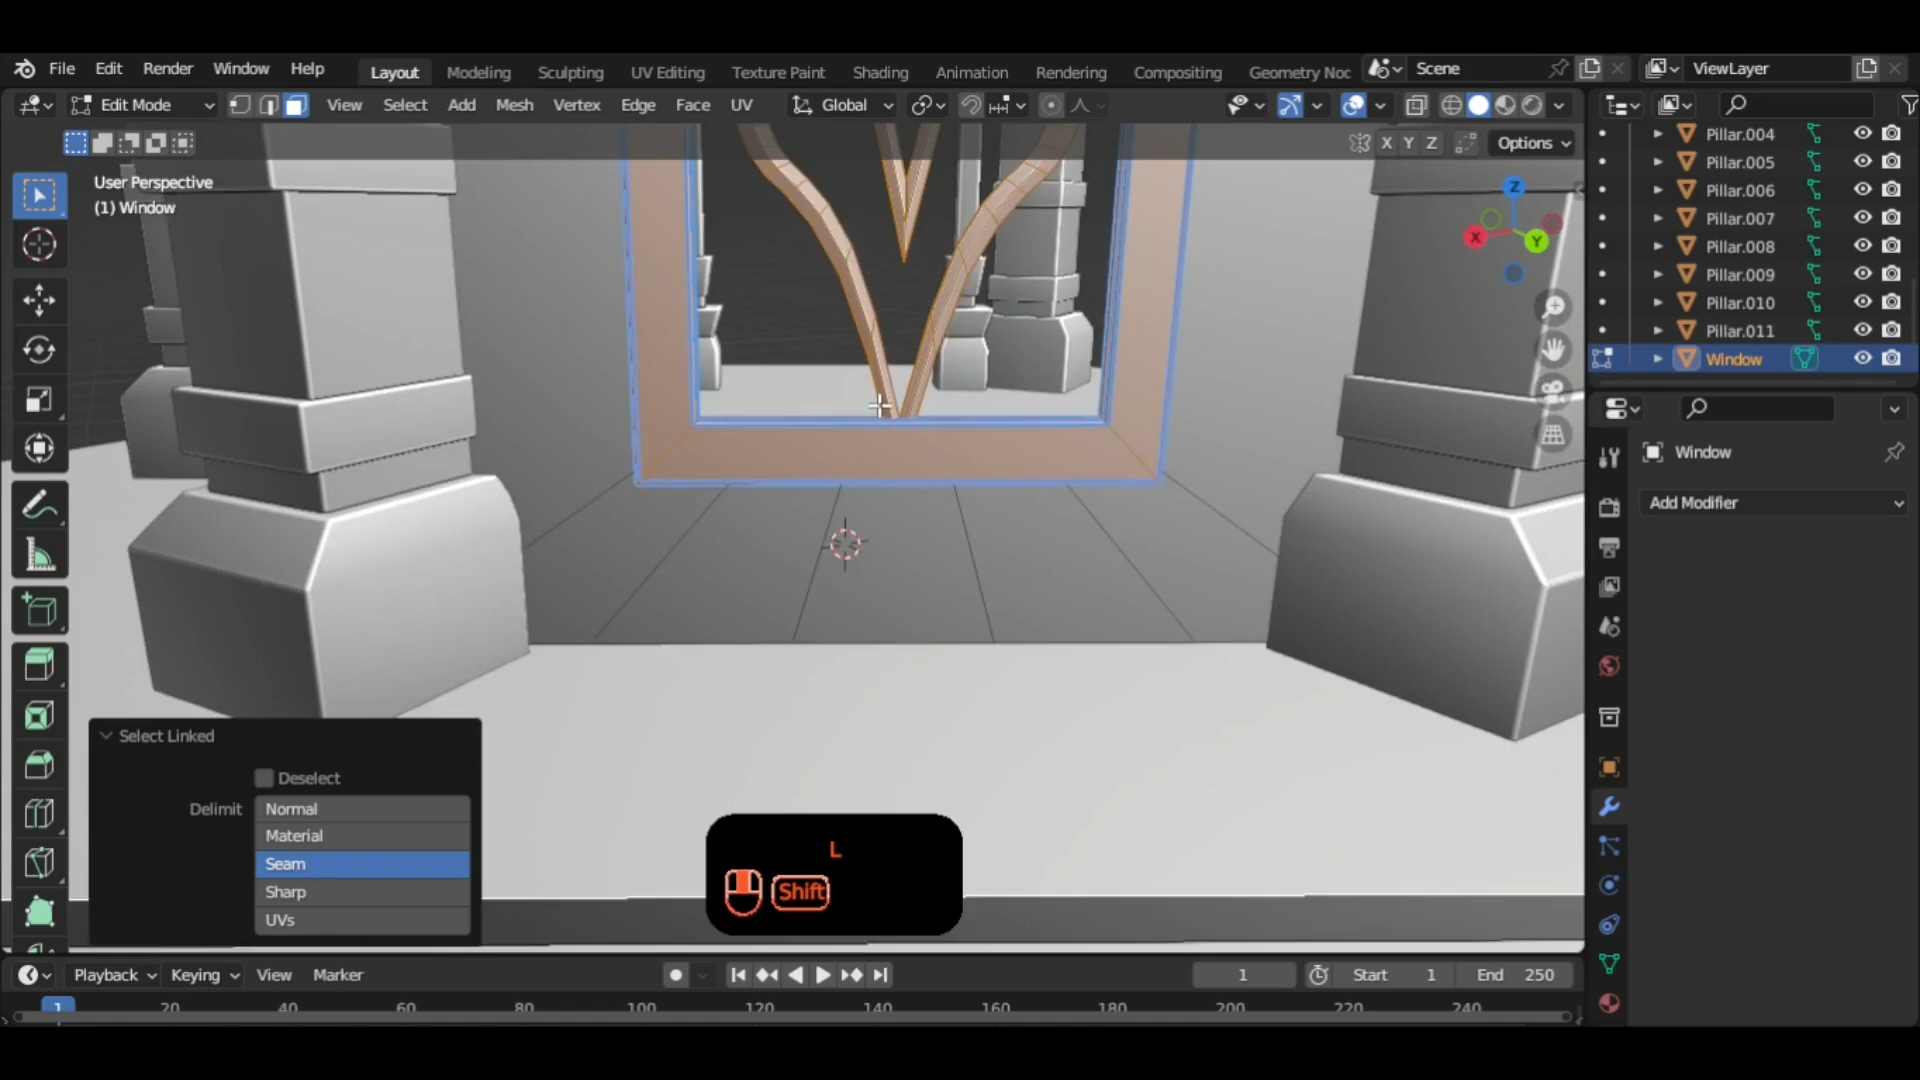 File Edit Render Window Help Layout Modeling Sculpting UV Editing Texture Paint Shading Animation Rendering Compositing Geometry Noc Scene ViewLayer
Edit Mode View Select Add Mesh Vertex Edge Face UV Global
X Y Z Options
User Perspective
(1) Window
Z
X
Y
Pillar.004
Pillar.005
Pillar.006
Pillar.007
Pillar.008
Pillar.009
Pillar.010
Pillar.011
Window
Window
Add Modifier
Select Linked
Deselect
Delimit Normal
Material
Seam
Sharp
UVs
L
Shift
Playback Keying View Marker 1 Start 1 End 250
1 20 40 60 80 100 120 140 160 180 200 220 240